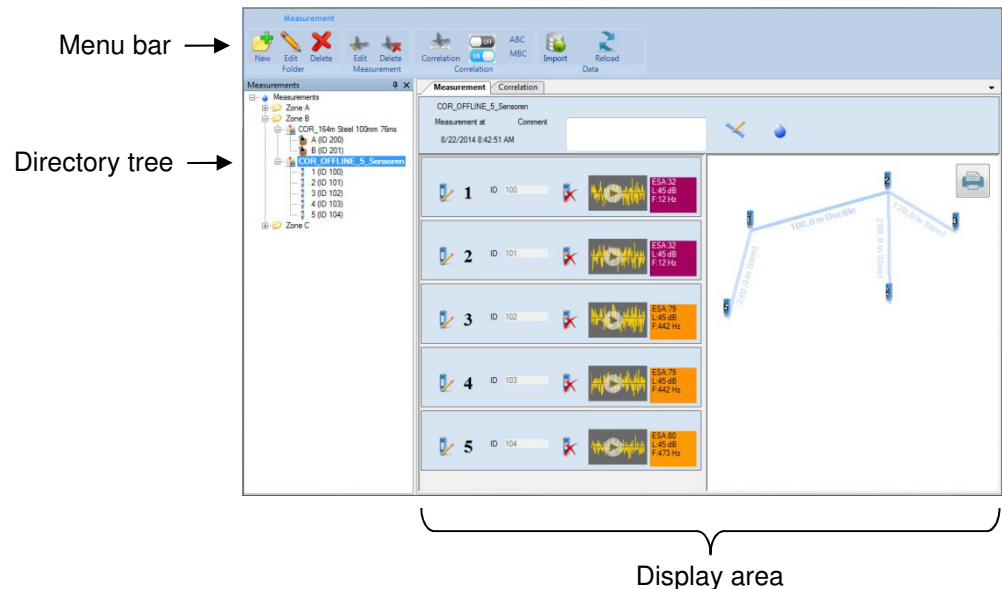 Measurement
Menu bar
New Edit Delete Edit Delete Correlation OFF ON ABC MBC Import Reload
Folder Measurement Correlation Data
Measurements
Measurements
Zone A
Zone B
COR_164m Steel 100mm 76ms
A (ID 200)
B (ID 201)
COR_OFFLINE_5_Sensoren
1 (ID 100)
2 (ID 101)
3 (ID 102)
4 (ID 103)
5 (ID 104)
Zone C
Directory tree
Measurement Correlation
COR_OFFLINE_5_Sensoren
Measurement at Comment
8/22/2014 8:42:51 AM
1 ID 100
ESA:32
L:45 dB
F:12 Hz
2 ID 101
ESA:32
L:45 dB
F:12 Hz
3 ID 102
ESA:79
L:45 dB
F:442 Hz
4 ID 103
ESA:79
L:45 dB
F:442 Hz
5 ID 104
ESA:80
L:45 dB
F:473 Hz
2
3
5
100,0 m Ductile
120,0 m Steel
200,0 m Steel
240,0 m Steel
Display area